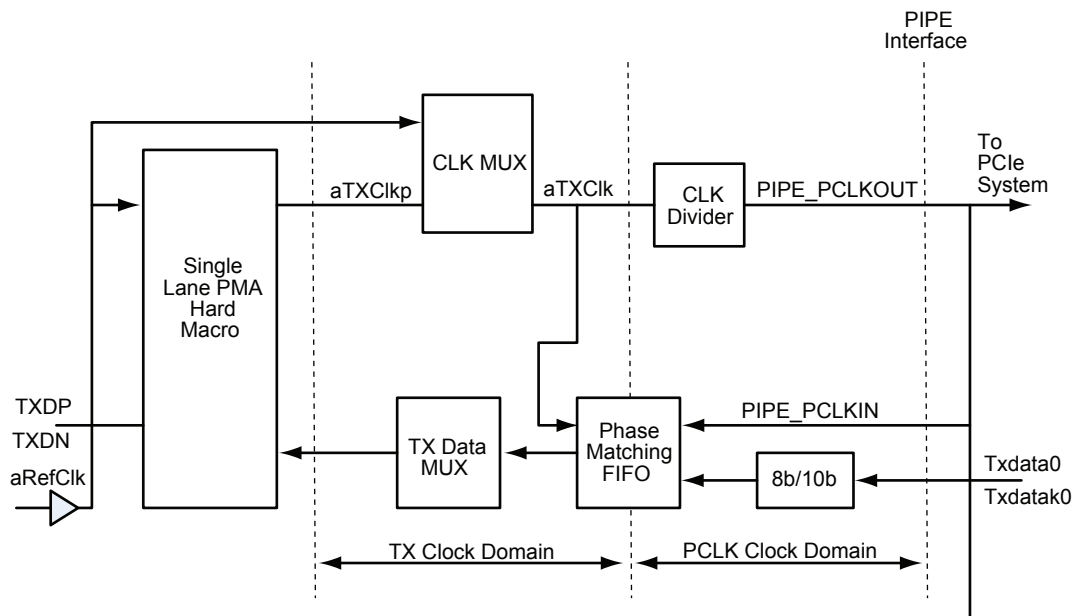 PIPE
Interface
CLK MUX
To
PCIe
System
aTXClkp
aTXClk
CLK
Divider
PIPE_PCLKOUT
Single
Lane PMA
Hard
Macro
TXDP
TXDN
aRefClk
TX Data
MUX
Phase
Matching
FIFO
PIPE_PCLKIN
8b/10b
Txdata0
Txdatak0
TX Clock Domain
PCLK Clock Domain